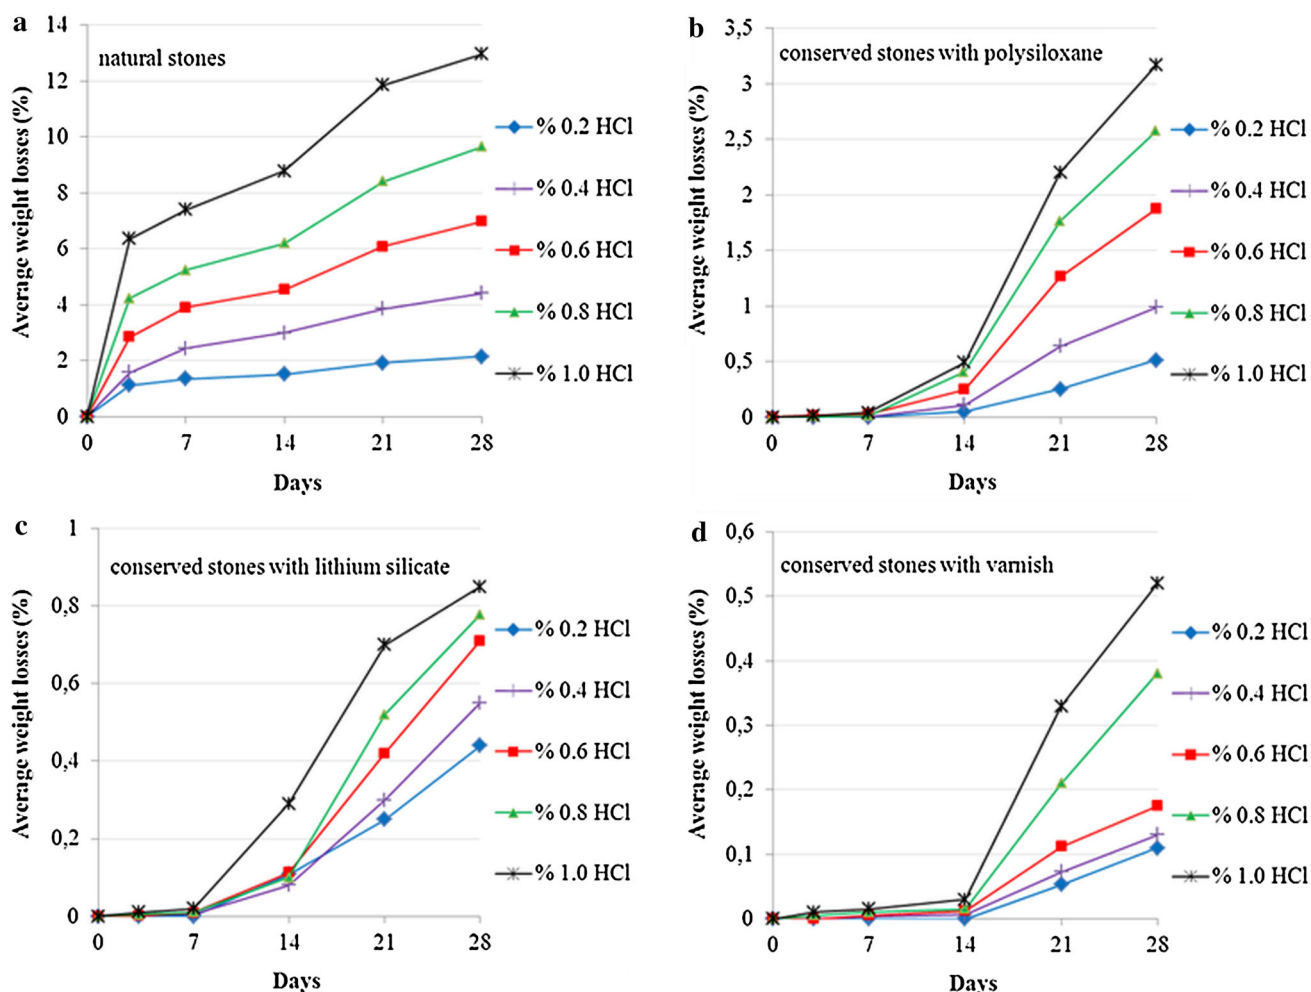 a
natural stones
Average weight losses (%)
14
12
10
8
6
4
2
0
0 7 14 21 28
Days
% 0.2 HCl
% 0.4 HCl
% 0.6 HCl
% 0.8 HCl
% 1.0 HCl
b
conserved stones with polysiloxane
Average weight losses (%)
3,5
3
2,5
2
1,5
1
0,5
0
0 7 14 21 28
Days
% 0.2 HCl
% 0.4 HCl
% 0.6 HCl
% 0.8 HCl
% 1.0 HCl
c
conserved stones with lithium silicate
Average weight losses (%)
1
0,8
0,6
0,4
0,2
0
0 7 14 21 28
Days
% 0.2 HCl
% 0.4 HCl
% 0.6 HCl
% 0.8 HCl
% 1.0 HCl
d
conserved stones with varnish
Average weight losses (%)
0,6
0,5
0,4
0,3
0,2
0,1
0
0 7 14 21 28
Days
% 0.2 HCl
% 0.4 HCl
% 0.6 HCl
% 0.8 HCl
% 1.0 HCl